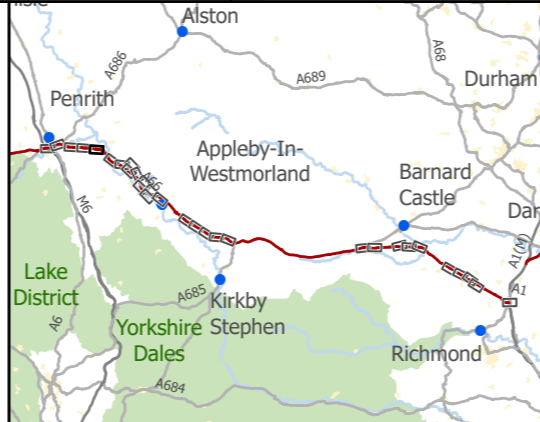 Alston
A686
A68
A689
Durham
Penrith
Appleby-In-
Westmorland
A66
Barnard
Castle
M6
A1(M)
Lake
District
A685
Kirkby
Stephen
A1
A6
Yorkshire
Dales
Richmond
A684